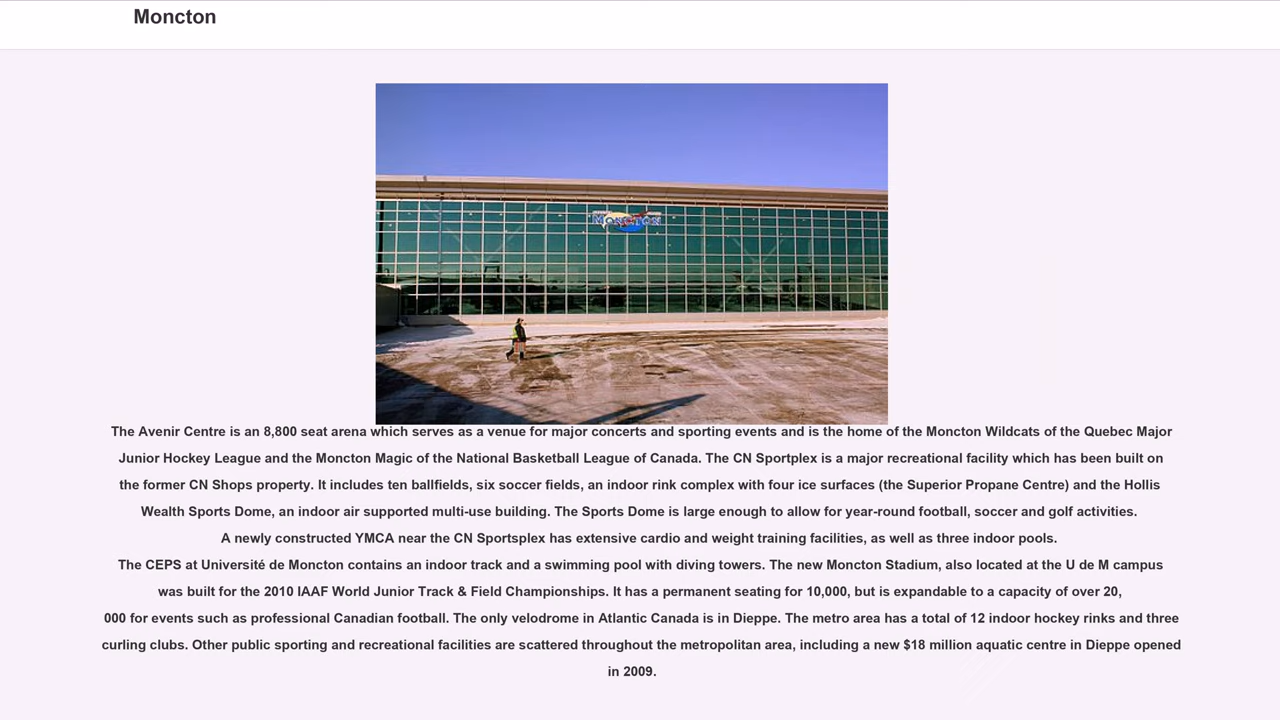 Moncton
MONCTON
The Avenir Centre is an 8,800 seat arena which serves as a venue for major concerts and sporting events and is the home of the Moncton Wildcats of the Quebec Major
Junior Hockey League and the Moncton Magic of the National Basketball League of Canada. The CN Sportplex is a major recreational facility which has been built on
the former CN Shops property. It includes ten ballfields, six soccer fields, an indoor rink complex with four ice surfaces (the Superior Propane Centre) and the Hollis
Wealth Sports Dome, an indoor air supported multi-use building. The Sports Dome is large enough to allow for year-round football, soccer and golf activities.
A newly constructed YMCA near the CN Sportsplex has extensive cardio and weight training facilities, as well as three indoor pools.
The CEPS at Université de Moncton contains an indoor track and a swimming pool with diving towers. The new Moncton Stadium, also located at the U de M campus
was built for the 2010 IAAF World Junior Track & Field Championships. It has a permanent seating for 10,000, but is expandable to a capacity of over 20,
000 for events such as professional Canadian football. The only velodrome in Atlantic Canada is in Dieppe. The metro area has a total of 12 indoor hockey rinks and three
curling clubs. Other public sporting and recreational facilities are scattered throughout the metropolitan area, including a new $18 million aquatic centre in Dieppe opened
in 2009.